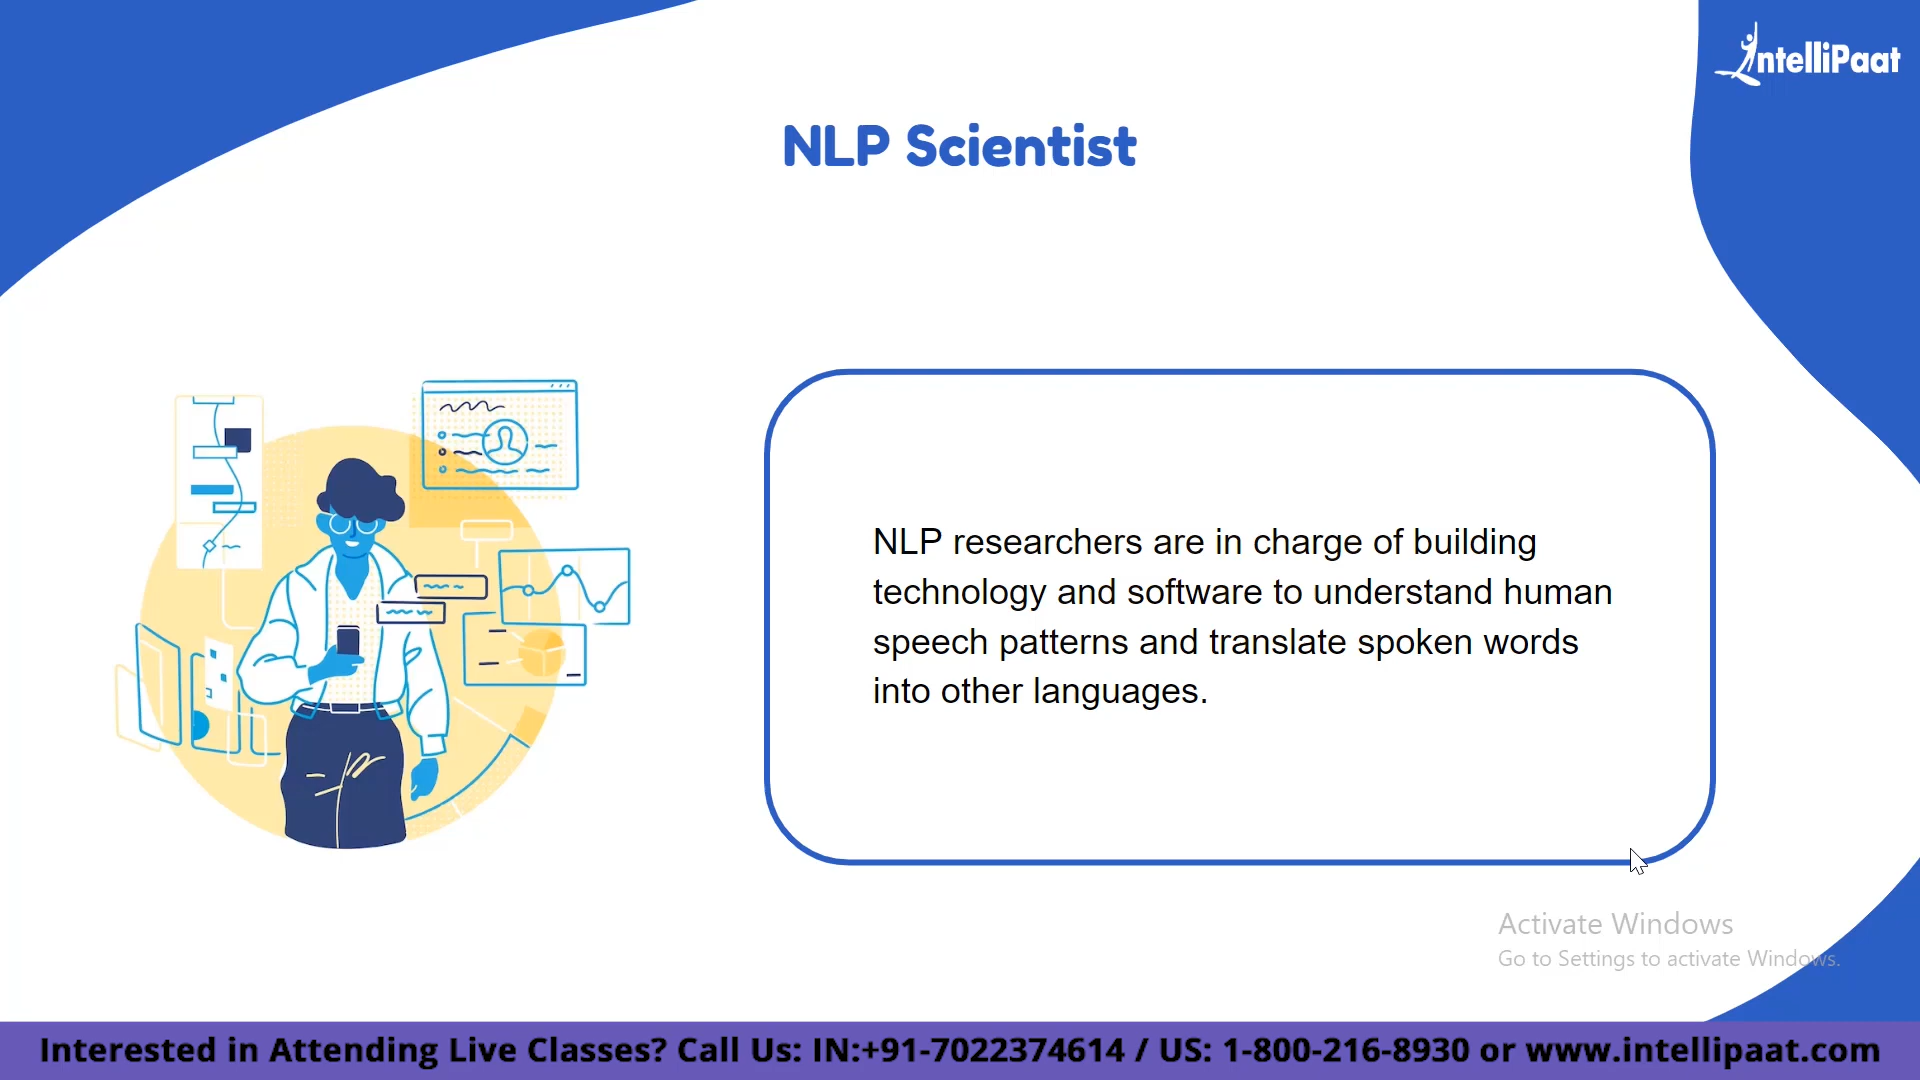 IntelliPaat
NLP Scientist
NLP researchers are in charge of building
technology and software to understand human
speech patterns and translate spoken words
into other languages.
Activate Windows
Go to Settings to activate Windows.
Interested in Attending Live Classes? Call Us: IN:+91-7022374614 / US: 1-800-216-8930 or www.intellipaat.com